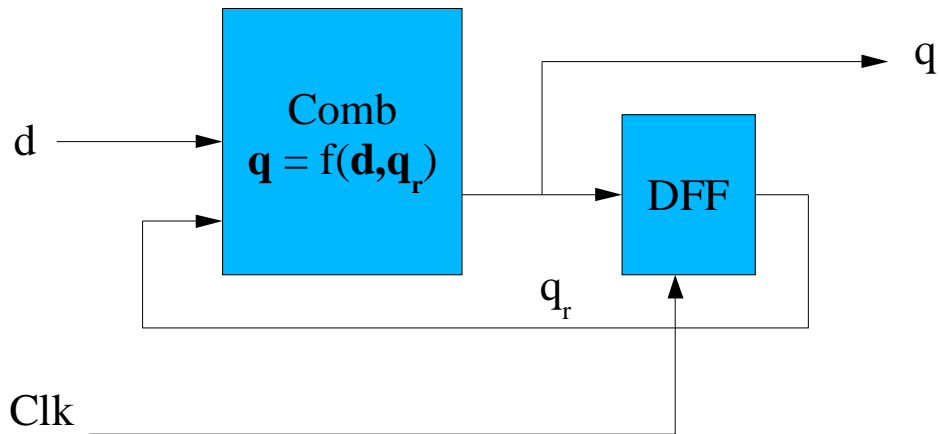 q
Comb
d
q = f(d,qr)
DFF
qr
Clk